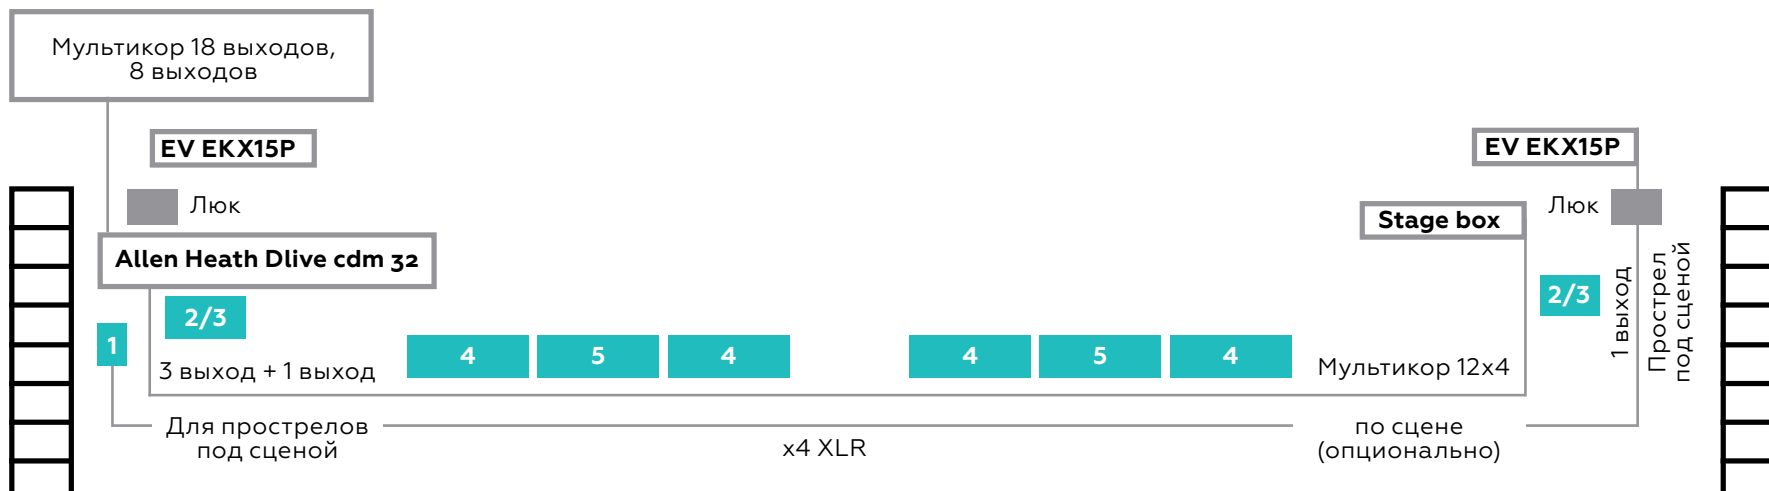 Мультикор 18 выходов,
8 выходов
EV EKX15P
EV EKX15P
Люк
Люк
Stage box
Allen Heath Dlive cdm 32
2/3
2/3
1 выход
Прострел
под сценой
1
4
5
4
4
5
4
3 выход + 1 выход
Мультикор 12x4
Для прострелов
под сценой
x4 XLR
по сцене
(опционально)